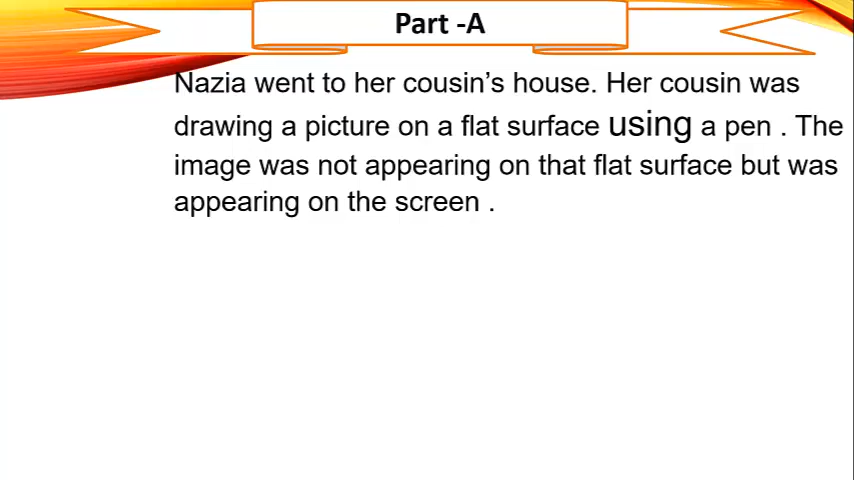 Part -A
Nazia went to her cousin’s house. Her cousin was
drawing a picture on a flat surface using a pen . The
image was not appearing on that flat surface but was
appearing on the screen .